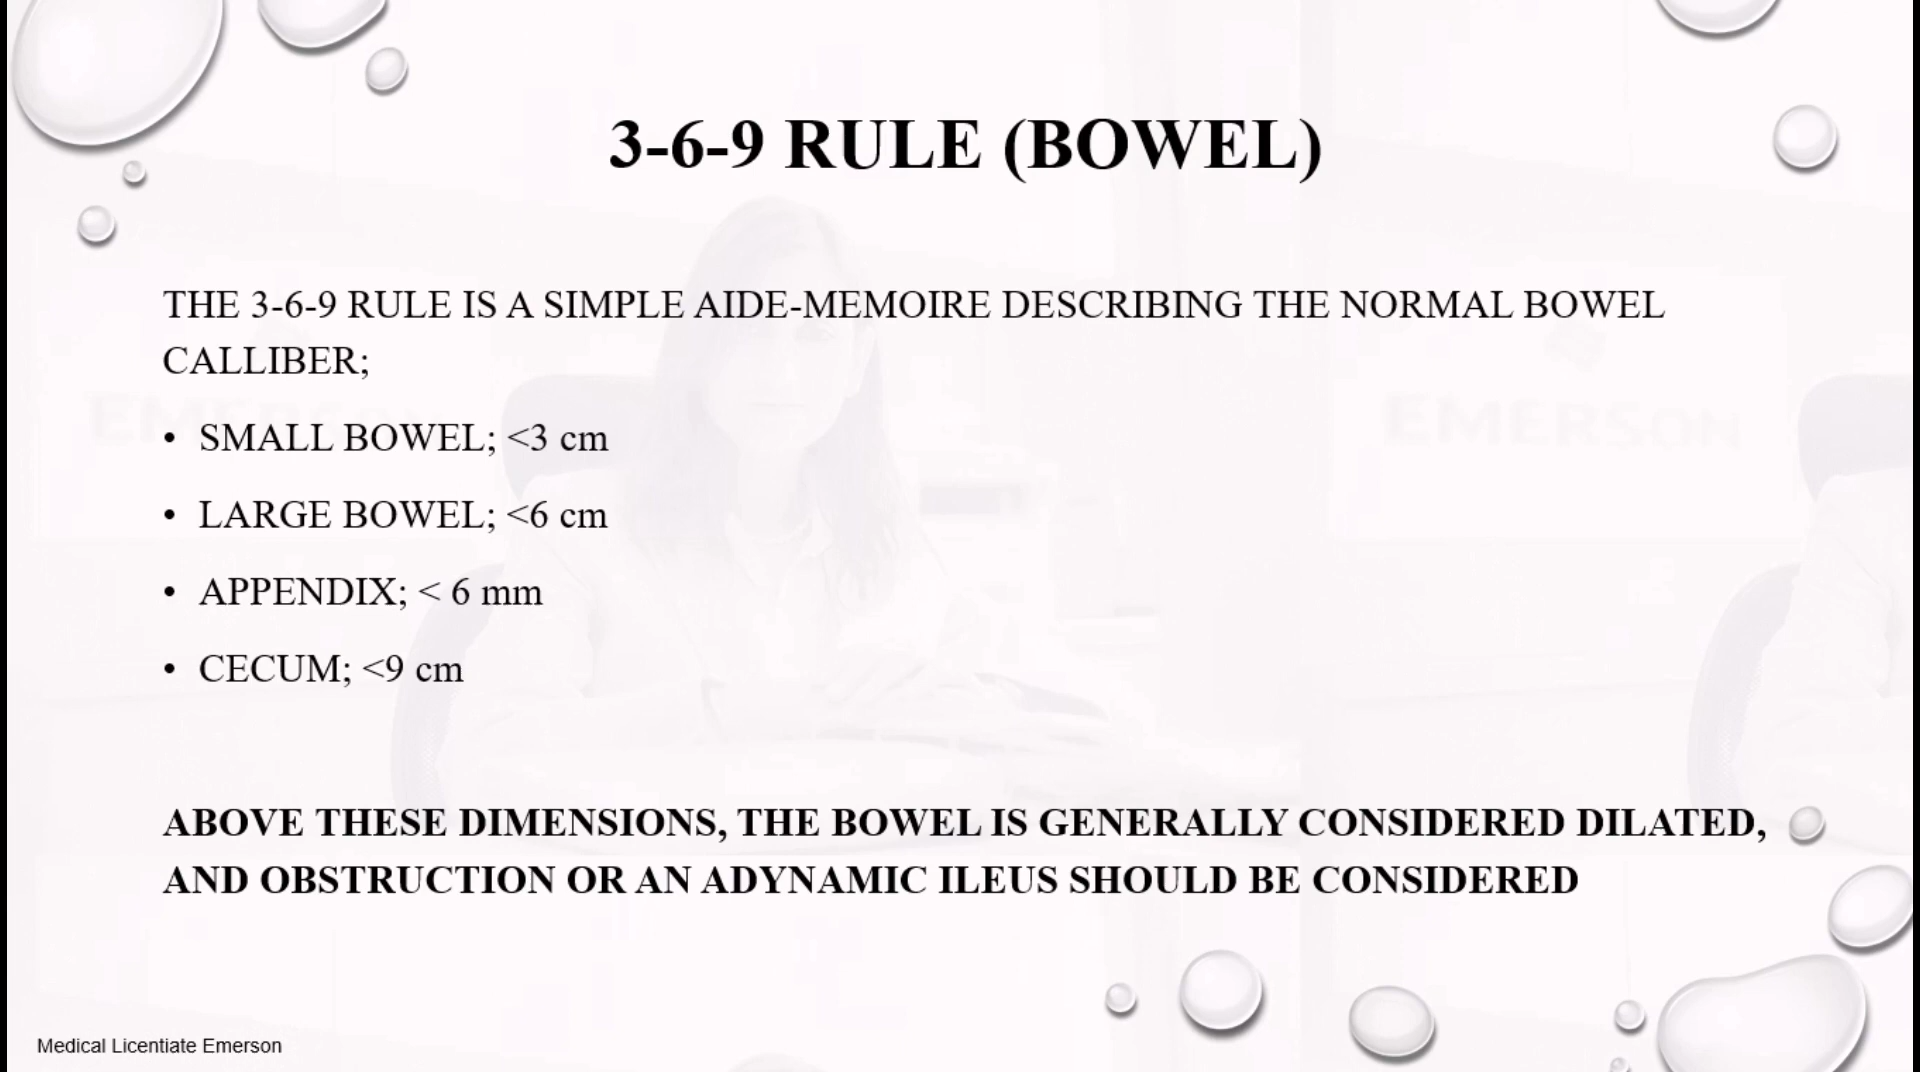 3-6-9 RULE (BOWEL)
THE 3-6-9 RULE IS A SIMPLE AIDE-MEMOIRE DESCRIBING THE NORMAL BOWEL
CALLIBER;
• SMALL BOWEL; <3 cm
• LARGE BOWEL; <6 cm
• APPENDIX; < 6 mm
• CECUM; <9 cm
EMERSON
EMERSON
ABOVE THESE DIMENSIONS, THE BOWEL IS GENERALLY CONSIDERED DILATED,
AND OBSTRUCTION OR AN ADYNAMIC ILEUS SHOULD BE CONSIDERED
Medical Licentiate Emerson